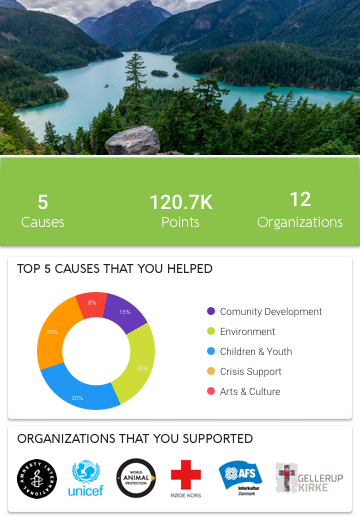 5
120.7K
12
Causes
Points
Organizations
TOP 5 CAUSES THAT YOU HELPED
8%
15%
20%
20%
Comunity Development
Environment
Children & Youth
Crisis Support
Arts & Culture
ORGANIZATIONS THAT YOU SUPPORTED
AMNESTY INTERNATIONAL
unicef
WORLD
ANIMAL
PROTECTION
RØDE KORS
AFS
Interkultur
Danmark
GELLERUP
KIRKE